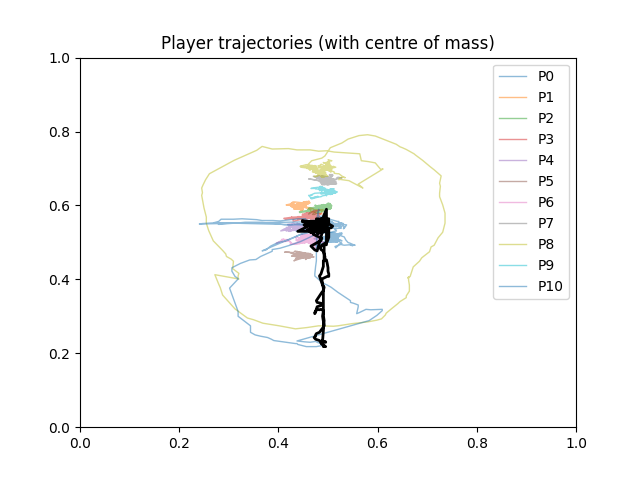 Player trajectories (with centre of mass)
1.0
0.8
0.6
0.4
0.2
0.0
0.0 0.2 0.4 0.6 0.8 1.0
P0
P1
P2
P3
P4
P5
P6
P7
P8
P9
P10